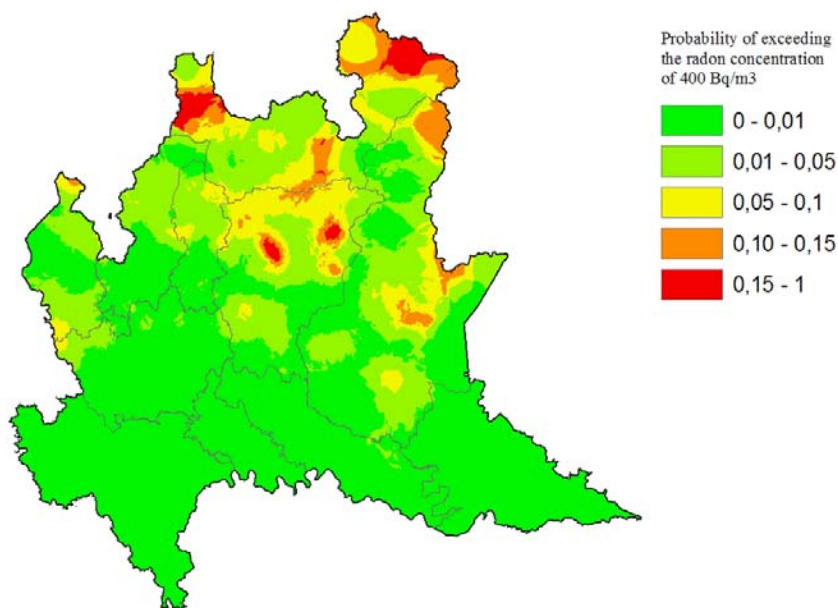 Probability of exceeding
the radon concentration
of 400 Bq/m3
0 - 0,01
0,01 - 0,05
0,05 - 0,1
0,10 - 0,15
0,15 - 1